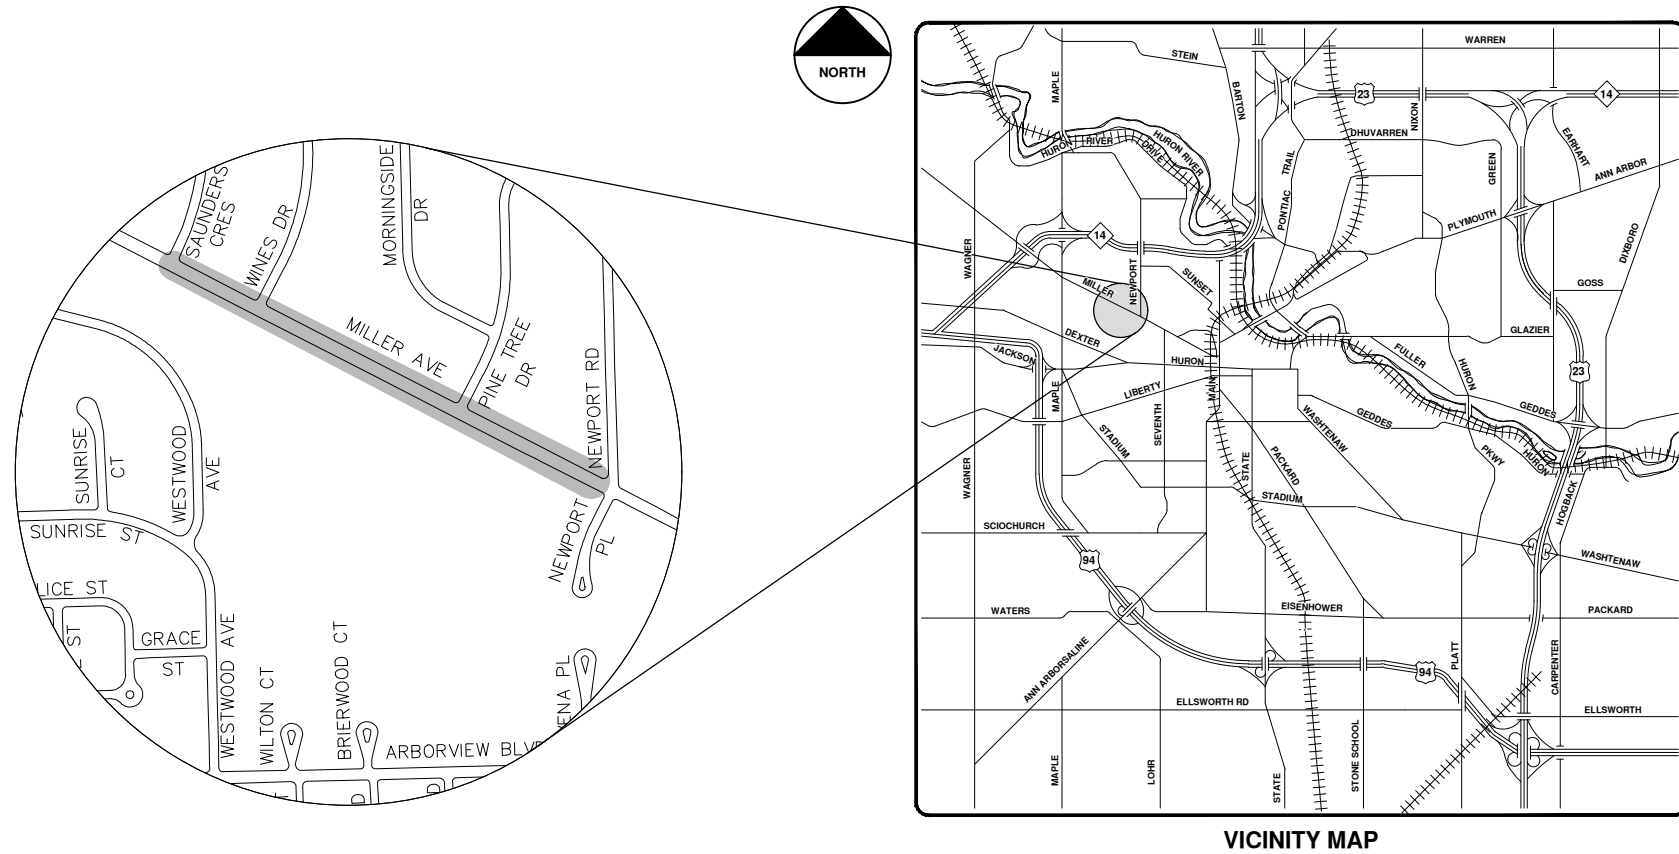 NORTH
SAUNDERS
CRES
WINES DR
MORNINGSIDE
DR
MILLER AVE
PINE TREE
DR
NEWPORT RD
SUNRISE
CT
WESTWOOD
AVE
SUNRISE ST
NEWPORT
PL
LICE ST
ST
GRACE
ST
WESTWOOD AVE
WILTON CT
BRIERWOOD CT
ENA PL
ARBORVIEW BLVD
WARREN
STEIN
MAPLE
BARTON
23
NIXON
14
HURON RIVER DRIVE
HURON RIVER
DHUVARREN
EARHART
ANN ARBOR
GREEN
PONTIAC TRAIL
PLYMOUTH
DIXBORO
WAGNER
14
NEWPORT
SUNSET
MILLER
GOSS
GLAZIER
DEXTER
JACKSON
HURON
FULLER
HURON
23
MAPLE
LIBERTY
MAIN
GEDDES
GEDDES
SEVENTH
WASHTENAW
STADIUM
STATE
PACKARD
PKWY
HURON
WAGNER
STADIUM
HOGBACK
SCIOCHURCH
94
WASHTENAW
WATERS
EISENHOWER
PACKARD
ANN ARBORSALINE
PLATT
94
CARPENTER
ELLSWORTH RD
ELLSWORTH
MAPLE
LOHR
STATE
STONE SCHOOL
VICINITY MAP